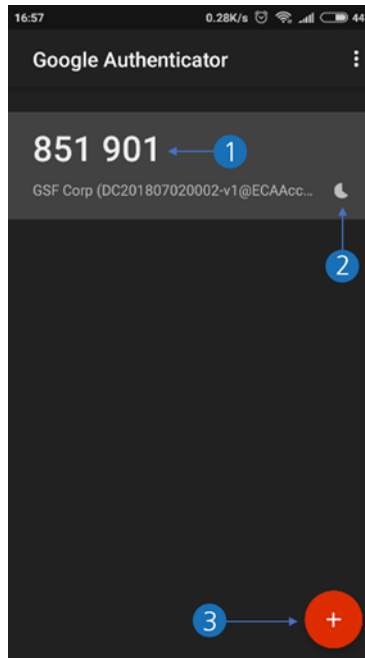 16:57 0.28K/s 44
Google Authenticator
851 901 1
GSF Corp (DC201807020002-v1@ECAAcc...
2
3 +